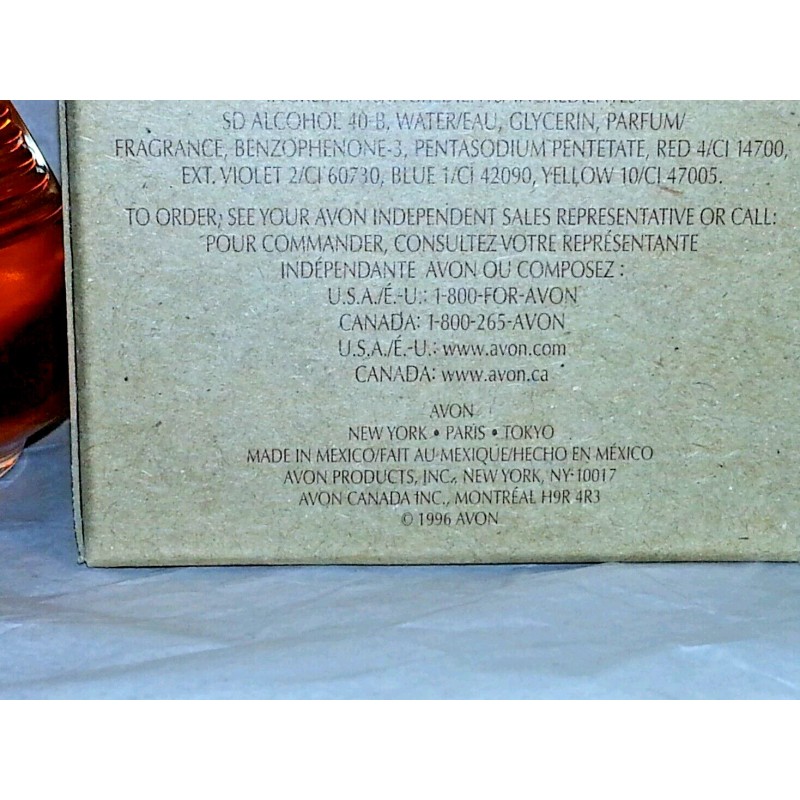 SD ALCOHOL 40-B, WATER/EAU, GLYCERIN, PARFUM/
FRAGRANCE, BENZOPHENONE-3, PENTASODIUM PENTETATE, RED 4/CI 14700,
EXT. VIOLET 2/CI 60730, BLUE 1/CI 42090, YELLOW 10/CI 47005.
TO ORDER, SEE YOUR AVON INDEPENDENT SALES REPRESENTATIVE OR CALL:
POUR COMMANDER, CONSULTEZ VOTRE REPRÉSENTANTE
INDÉPENDANTE AVON OU COMPOSEZ :
U.S.A./É.-U.: 1-800-FOR-AVON
CANADA: 1-800-265-AVON
U.S.A./É.-U.: www.avon.com
CANADA: www.avon.ca
AVON
NEW YORK • PARIS • TOKYO
MADE IN MEXICO/FAIT AU MEXIQUE/HECHO EN MÉXICO
AVON PRODUCTS, INC., NEW YORK, NY-10017
AVON CANADA INC., MONTRÉAL H9R 4R3
© 1996 AVON